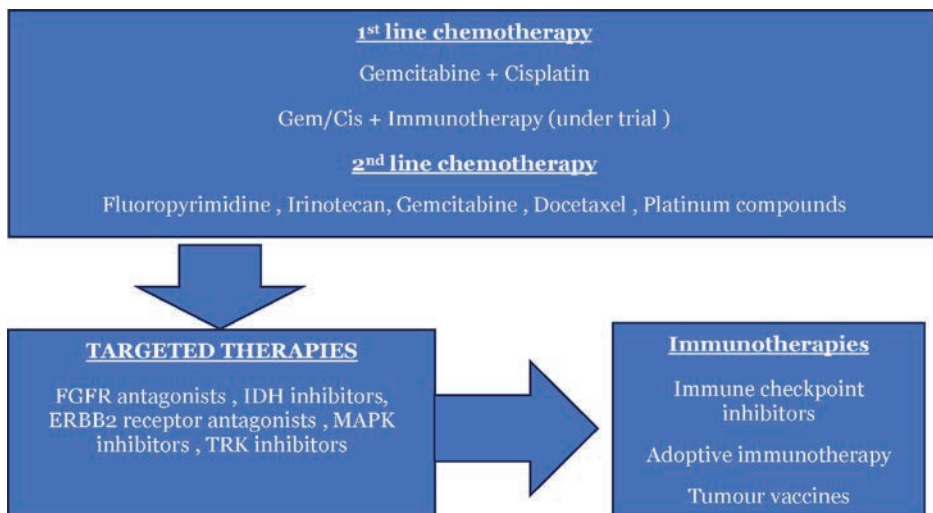 1st line chemotherapy
Gemcitabine + Cisplatin
Gem/Cis + Immunotherapy (under trial )
2nd line chemotherapy
Fluoropyrimidine , Irinotecan, Gemcitabine , Docetaxel , Platinum compounds
TARGETED THERAPIES
FGFR antagonists , IDH inhibitors,
ERBB2 receptor antagonists , MAPK
inhibitors , TRK inhibitors
Immunotherapies
Immune checkpoint
inhibitors
Adoptive immunotherapy
Tumour vaccines